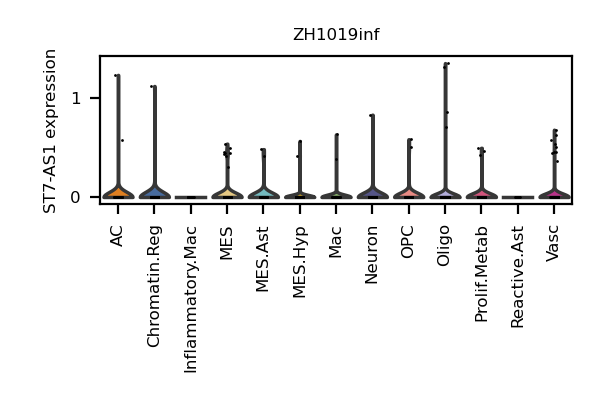 ZH1019inf
ST7-AS1 expression
1
0
AC
Chromatin.Reg
Inflammatory.Mac
MES
MES.Ast
MES.Hyp
Mac
Neuron
OPC
Oligo
Prolif.Metab
Reactive.Ast
Vasc